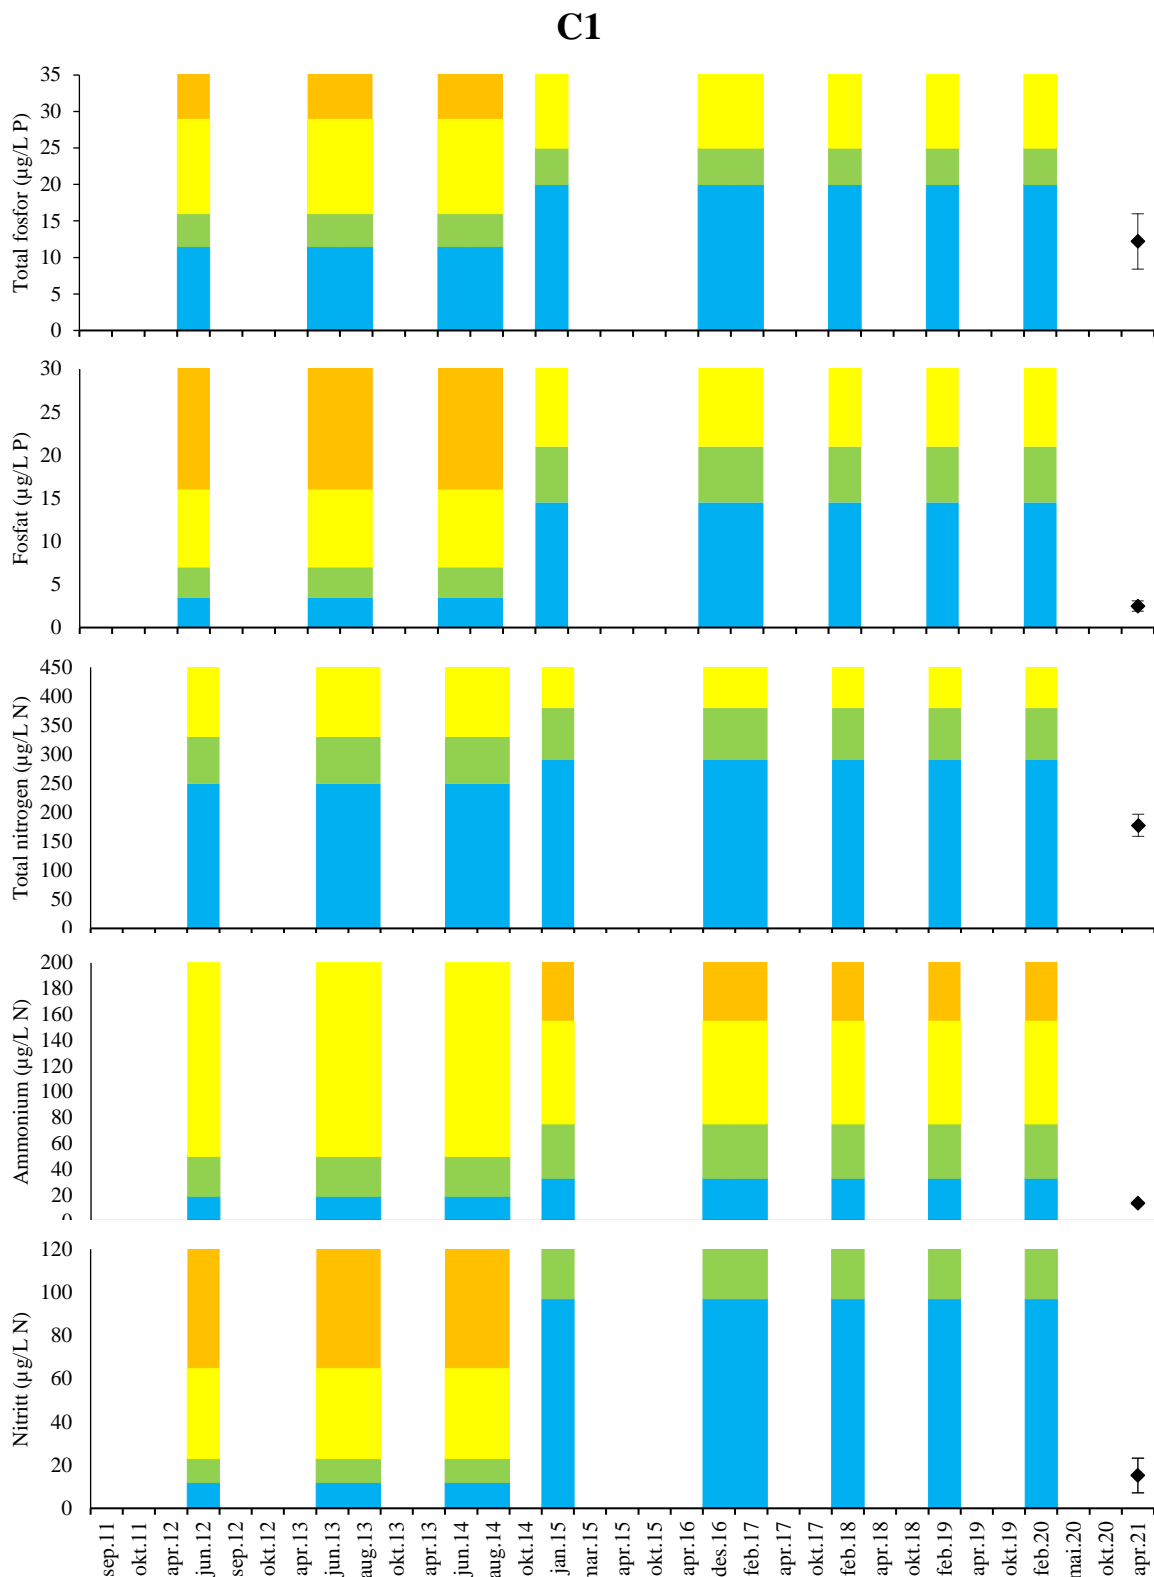 C1
Total fosfor (µg/L P)
35
30
25
20
15
10
5
0
Fosfat (µg/L P)
30
25
20
15
10
5
0
Total nitrogen (µg/L N)
450
400
350
300
250
200
150
100
50
0
Ammonium (µg/L N)
200
180
160
140
120
100
80
60
40
20
0
Nitritt (µg/L N)
120
100
80
60
40
20
0
sep.11
okt.11
apr.12
jun.12
sep.12
okt.12
apr.13
jun.13
aug.13
okt.13
apr.13
jun.14
aug.14
okt.14
jan.15
mar.15
apr.15
okt.15
apr.16
des.16
feb.17
apr.17
okt.17
feb.18
apr.18
okt.18
feb.19
apr.19
okt.19
feb.20
mai.20
okt.20
apr.21